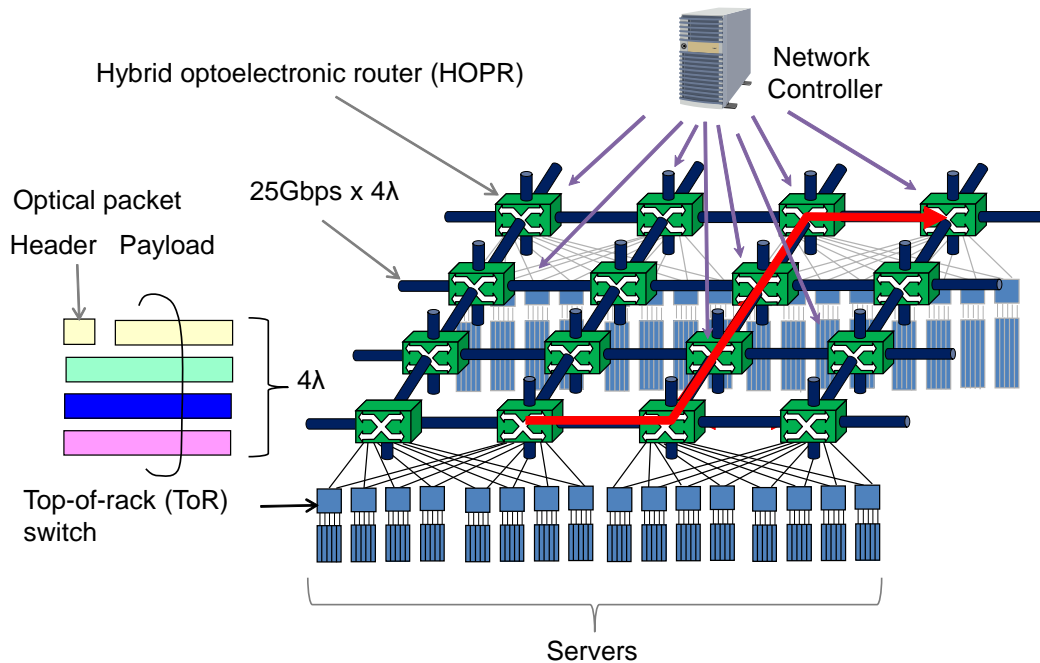 Network
Controller
Hybrid optoelectronic router (HOPR)
25Gbps x 4λ
Optical packet
Header
Payload
4λ
Top-of-rack (ToR)
switch
Servers